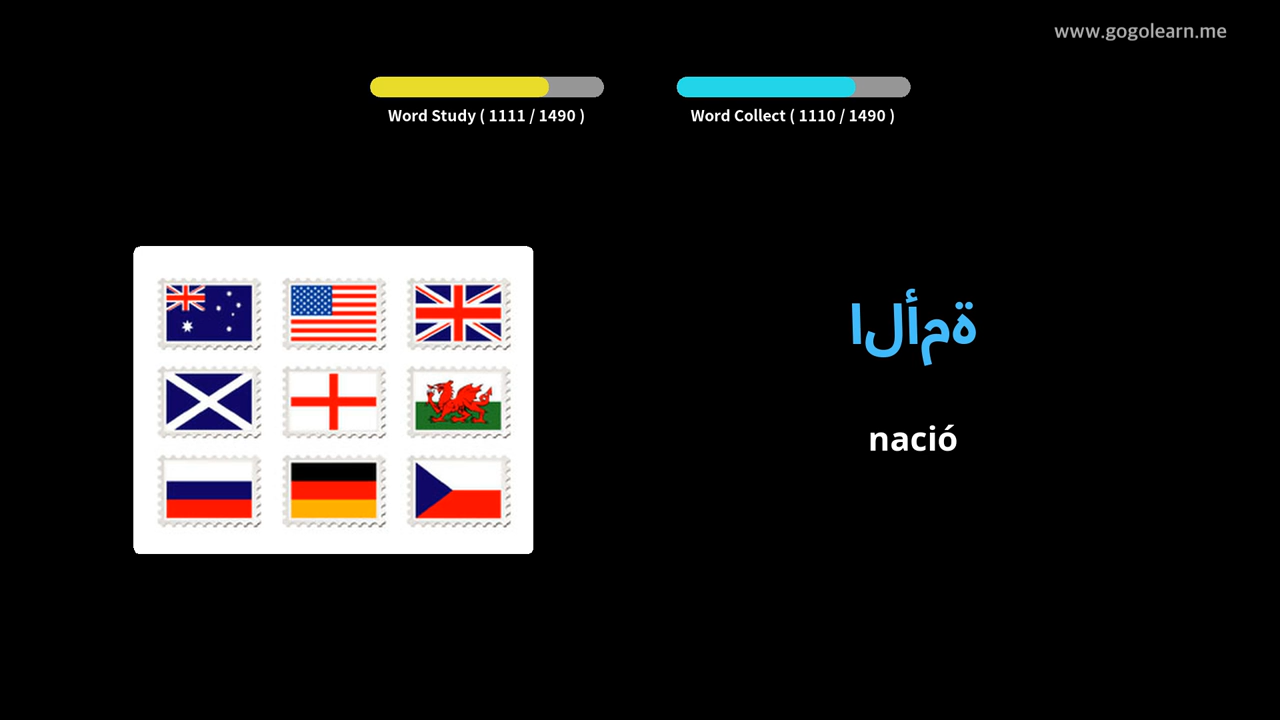 www.gogolearn.me
Word Study ( 1111 / 1490 )
Word Collect ( 1110 / 1490 )
الأمة
nació